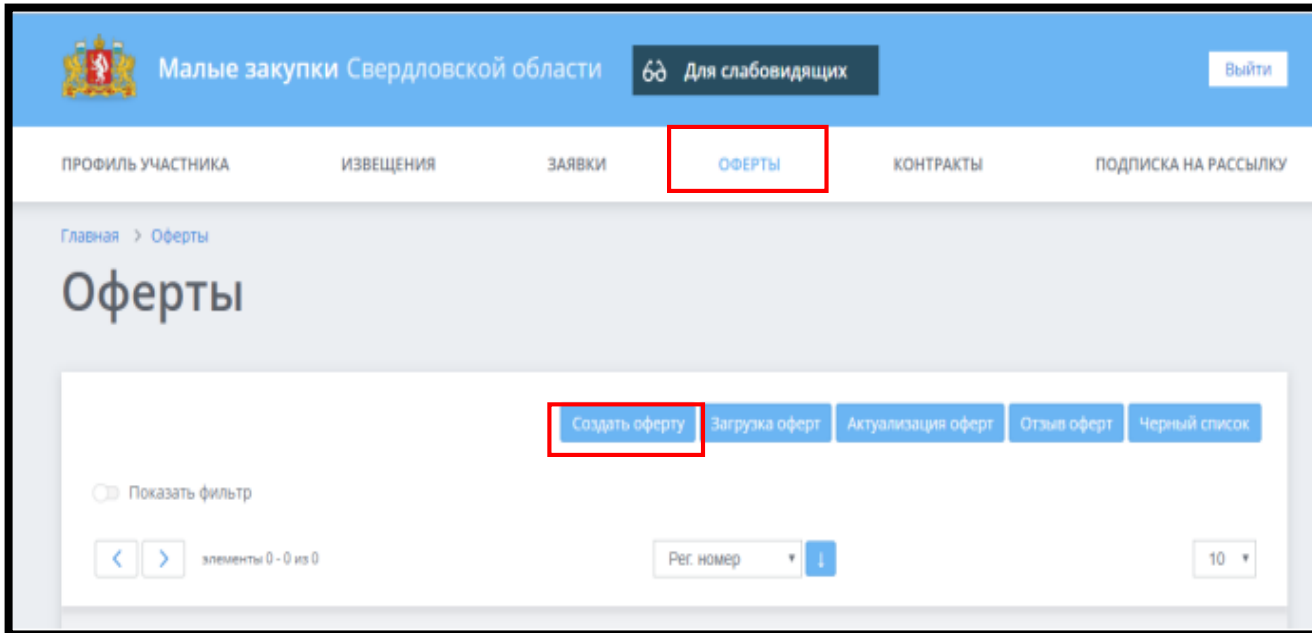 Малые закупки Свердловской области
Для слабовидящих
Выйти
ПРОФИЛЬ УЧАСТНИКА
ИЗВЕЩЕНИЯ
ЗАЯВКИ
ОФЕРТЫ
КОНТРАКТЫ
ПОДПИСКА НА РАССЫЛКУ
Главная > Оферты
Оферты
Создать оферту
Загрузка оферт
Актуализация оферт
Отзыв оферт
Черный список
Показать фильтр
элементы 0 - 0 из 0
Рег. номер
10